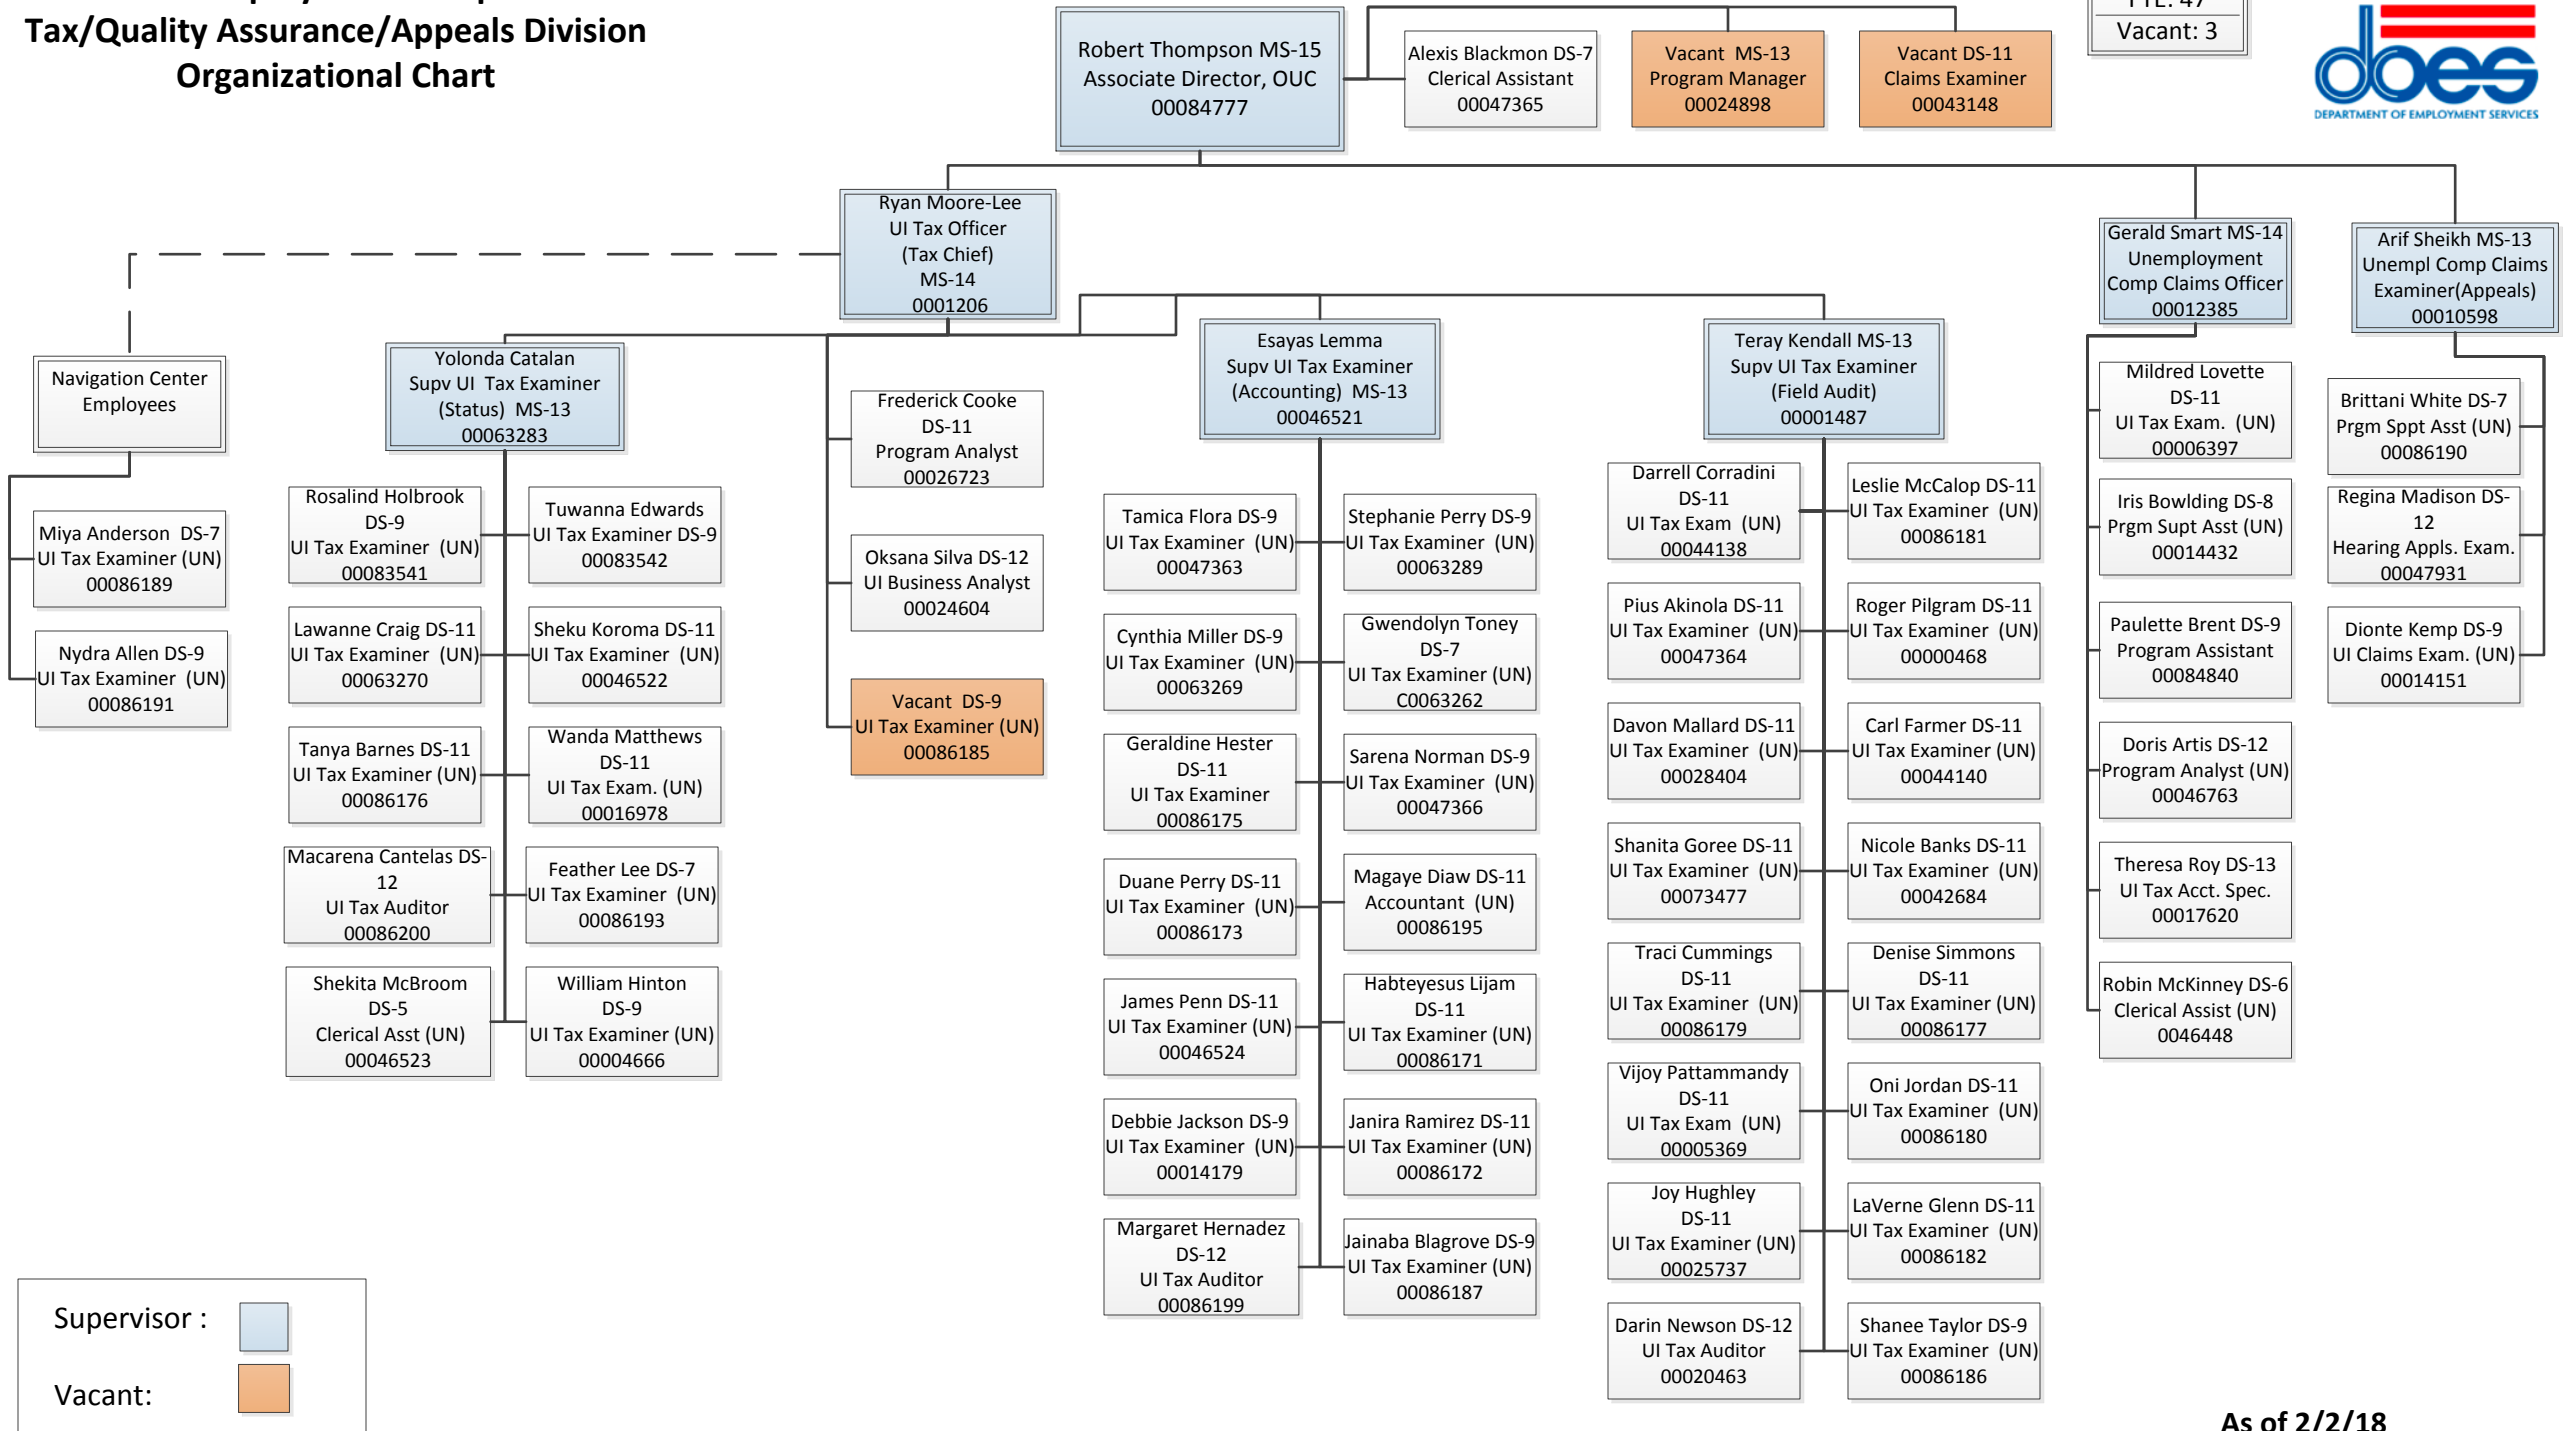 Tax/Quality Assurance/Appeals Division
Organizational Chart
Robert Thompson MS-15
Associate Director, OUC
00084777
Alexis Blackmon DS-7
Clerical Assistant
00047365
Vacant MS-13
Program Manager
00024898
Vacant DS-11
Claims Examiner
00043148
FTE: 47
Vacant: 3
does
DEPARTMENT OF EMPLOYMENT SERVICES
Ryan Moore-Lee
UI Tax Officer
(Tax Chief)
MS-14
0001206
Gerald Smart MS-14
Unemployment
Comp Claims Officer
00012385
Arif Sheikh MS-13
Unempl Comp Claims
Examiner(Appeals)
00010598
Navigation Center
Employees
Miya Anderson DS-7
UI Tax Examiner (UN)
00086189
Nydra Allen DS-9
UI Tax Examiner (UN)
00086191
Yolonda Catalan
Supv UI Tax Examiner
(Status) MS-13
00063283
Rosalind Holbrook
DS-9
UI Tax Examiner (UN)
00083541
Tuwanna Edwards
UI Tax Examiner DS-9
00083542
Lawanne Craig DS-11
UI Tax Examiner (UN)
00063270
Sheku Koroma DS-11
UI Tax Examiner (UN)
00046522
Tanya Barnes DS-11
UI Tax Examiner (UN)
00086176
Wanda Matthews
DS-11
UI Tax Exam. (UN)
00016978
Macarena Cantelas DS-
12
UI Tax Auditor
00086200
Feather Lee DS-7
UI Tax Examiner (UN)
00086193
Shekita McBroom
DS-5
Clerical Asst (UN)
00046523
William Hinton
DS-9
UI Tax Examiner (UN)
00004666
Frederick Cooke
DS-11
Program Analyst
00026723
Oksana Silva DS-12
UI Business Analyst
00024604
Vacant DS-9
UI Tax Examiner (UN)
00086185
Esayas Lemma
Supv UI Tax Examiner
(Accounting) MS-13
00046521
Tamica Flora DS-9
UI Tax Examiner (UN)
00047363
Stephanie Perry DS-9
UI Tax Examiner (UN)
00063289
Cynthia Miller DS-9
UI Tax Examiner (UN)
00063269
Gwendolyn Toney
DS-7
UI Tax Examiner (UN)
C0063262
Geraldine Hester
DS-11
UI Tax Examiner
00086175
Sarena Norman DS-9
UI Tax Examiner (UN)
00047366
Duane Perry DS-11
UI Tax Examiner (UN)
00086173
Magaye Diaw DS-11
Accountant (UN)
00086195
James Penn DS-11
UI Tax Examiner (UN)
00046524
Habteyesus Lijam
DS-11
UI Tax Examiner (UN)
00086171
Debbie Jackson DS-9
UI Tax Examiner (UN)
00014179
Janira Ramirez DS-11
UI Tax Examiner (UN)
00086172
Margaret Hernadez
DS-12
UI Tax Auditor
00086199
Jainaba Blagrove DS-9
UI Tax Examiner (UN)
00086187
Teray Kendall MS-13
Supv UI Tax Examiner
(Field Audit)
00001487
Darrell Corradini
DS-11
UI Tax Exam (UN)
00044138
Leslie McCalop DS-11
UI Tax Examiner (UN)
00086181
Pius Akinola DS-11
UI Tax Examiner (UN)
00047364
Roger Pilgram DS-11
UI Tax Examiner (UN)
00000468
Davon Mallard DS-11
UI Tax Examiner (UN)
00028404
Carl Farmer DS-11
UI Tax Examiner (UN)
00044140
Shanita Goree DS-11
UI Tax Examiner (UN)
00073477
Nicole Banks DS-11
UI Tax Examiner (UN)
00042684
Traci Cummings
DS-11
UI Tax Examiner (UN)
00086179
Denise Simmons
DS-11
UI Tax Examiner (UN)
00086177
Vijoy Pattammandy
DS-11
UI Tax Exam (UN)
00005369
Oni Jordan DS-11
UI Tax Examiner (UN)
00086180
Joy Hughley
DS-11
UI Tax Examiner (UN)
00025737
LaVerne Glenn DS-11
UI Tax Examiner (UN)
00086182
Darin Newson DS-12
UI Tax Auditor
00020463
Shanee Taylor DS-9
UI Tax Examiner (UN)
00086186
Mildred Lovette
DS-11
UI Tax Exam. (UN)
00006397
Iris Bowlding DS-8
Prgm Supt Asst (UN)
00014432
Paulette Brent DS-9
Program Assistant
00084840
Doris Artis DS-12
Program Analyst (UN)
00046763
Theresa Roy DS-13
UI Tax Acct. Spec.
00017620
Robin McKinney DS-6
Clerical Assist (UN)
0046448
Brittani White DS-7
Prgm Sppt Asst (UN)
00086190
Regina Madison DS-
12
Hearing Appls. Exam.
00047931
Dionte Kemp DS-9
UI Claims Exam. (UN)
00014151
Supervisor :
Vacant:
As of 2/2/18